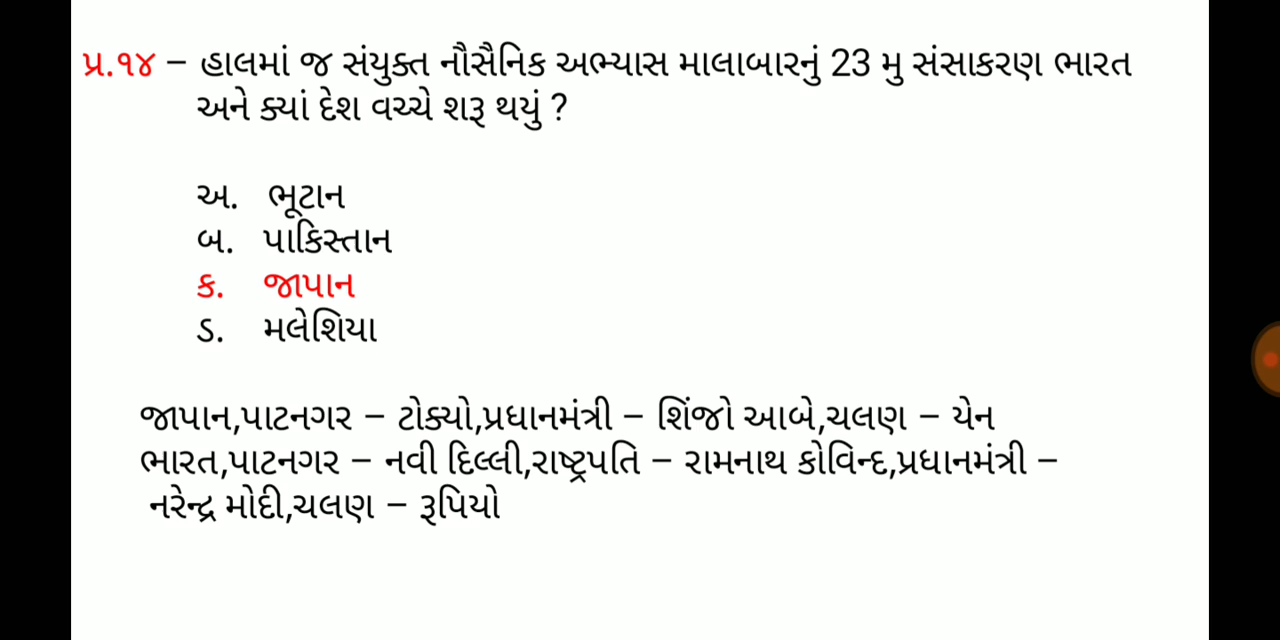 પ્ર.૧૪ – હાલમાં જ સંયુક્ત નૌસૈનિક અભ્યાસ માલાબારનું 23 મુ સંસાકરણ ભારત
અને ક્યાં દેશ વચ્ચે શરૂ થયું ?
અ. ભૂટાન
બ. પાકિસ્તાન
ક. જાપાન
ડ. મલેશિયા
જાપાન,પાટનગર – ટોક્યો,પ્રધાનમંત્રી – શિંજો આબે,ચલણ – યેન
ભારત,પાટનગર – નવી દિલ્લી,રાષ્ટ્રપતિ – રામનાથ કોવિન્દ,પ્રધાનમંત્રી –
નરેન્દ્ર મોદી,ચલણ – રૂપિયો